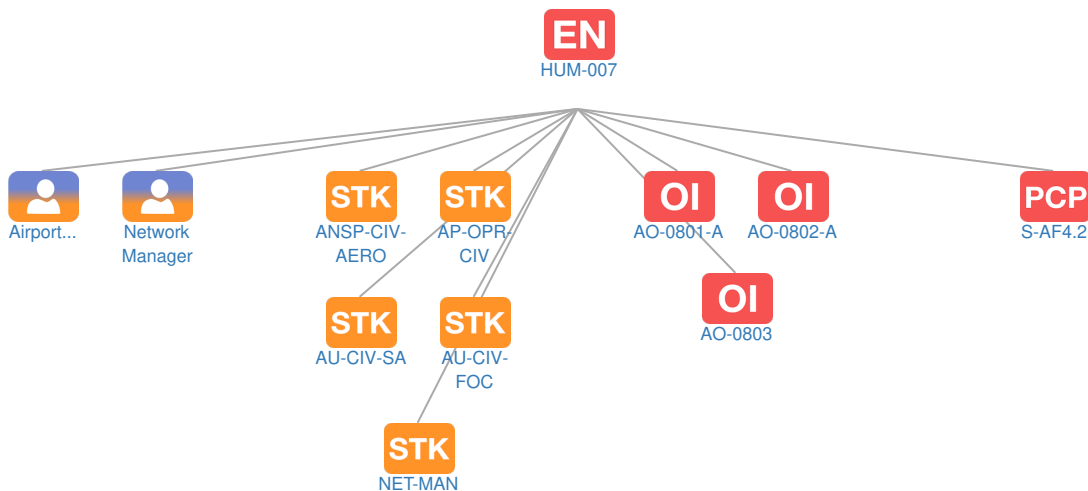 EN
HUM-007
Airport...
Network
Manager
STK
ANSP-CIV-
AERO
STK
AP-OPR-
CIV
OI
AO-0801-A
OI
AO-0802-A
PCP
S-AF4.2
STK
AU-CIV-SA
STK
AU-CIV-
FOC
OI
AO-0803
STK
NET-MAN